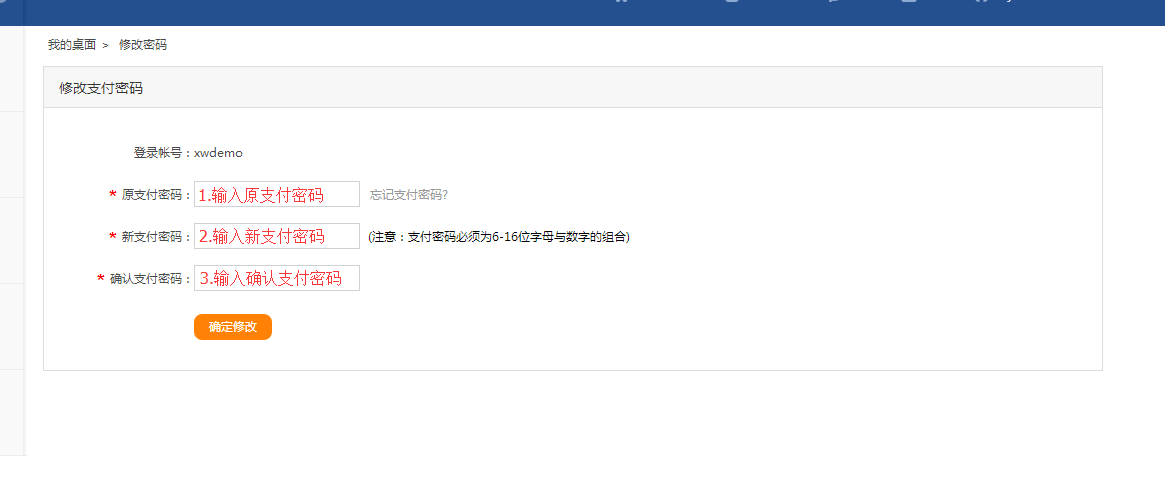 我的桌面 > 修改密码
修改支付密码
登录帐号：xwdemo
* 原支付密码：1.输入原支付密码 忘记支付密码?
* 新支付密码：2.输入新支付密码 (注意：支付密码必须为6-16位字母与数字的组合)
* 确认支付密码：3.输入确认支付密码
确定修改